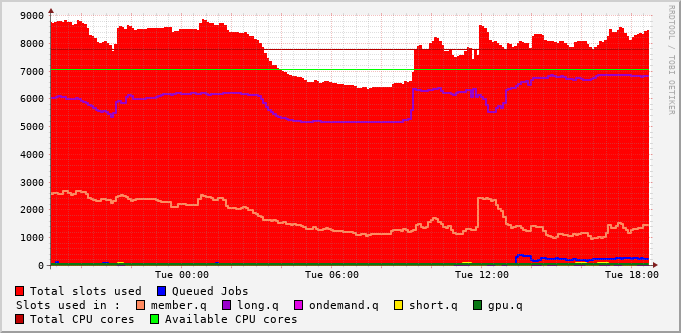 RRDTOOL / TOBI OETIKER
9000
8000
7000
6000
5000
4000
3000
2000
1000
0
Tue 00:00 Tue 06:00 Tue 12:00 Tue 18:00
Total slots used Queued Jobs
Slots used in : member.q long.q ondemand.q short.q gpu.q
Total CPU cores Available CPU cores